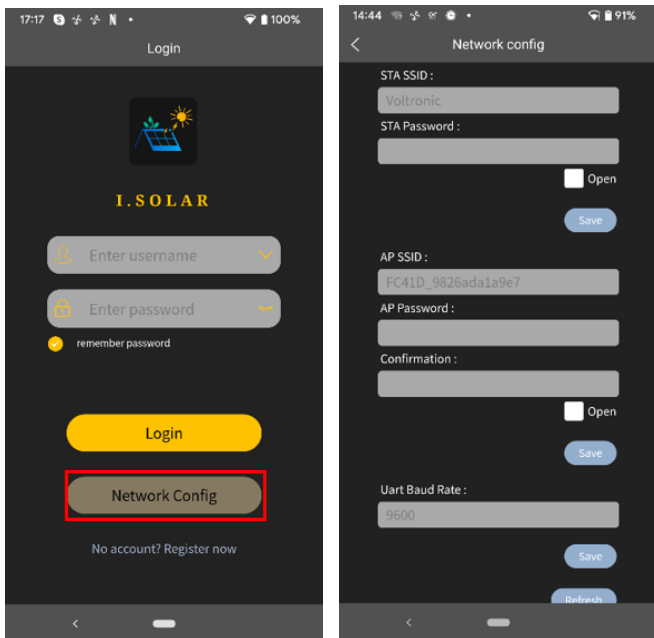 17:17 S N • 100%
Login
I.SOLAR
Enter username
Enter password
remember password
Login
Network Config
No account? Register now
14:44 • 91%
Network config
STA SSID :
Voltronic
STA Password :
Open
Save
AP SSID :
FC41D_9826ada1a9e7
AP Password :
Confirmation :
Open
Save
Uart Baud Rate :
9600
Save
Refresh